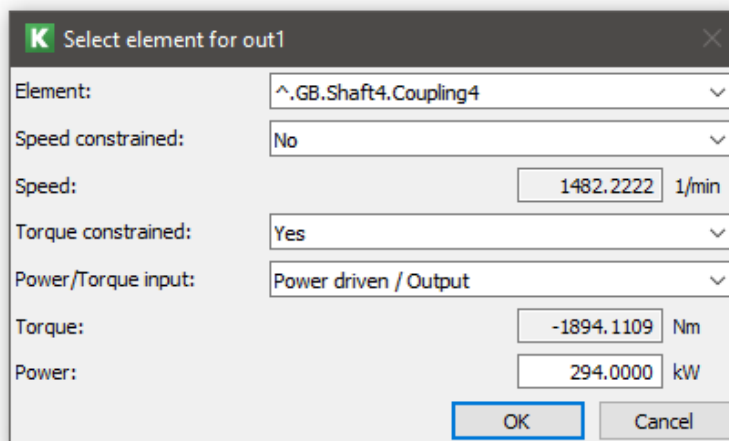 K Select element for out1
Element: ^.GB.Shaft4.Coupling4
Speed constrained: No
Speed: 1482.2222 1/min
Torque constrained: Yes
Power/Torque input: Power driven / Output
Torque: -1894.1109 Nm
Power: 294.0000 kW
OK Cancel